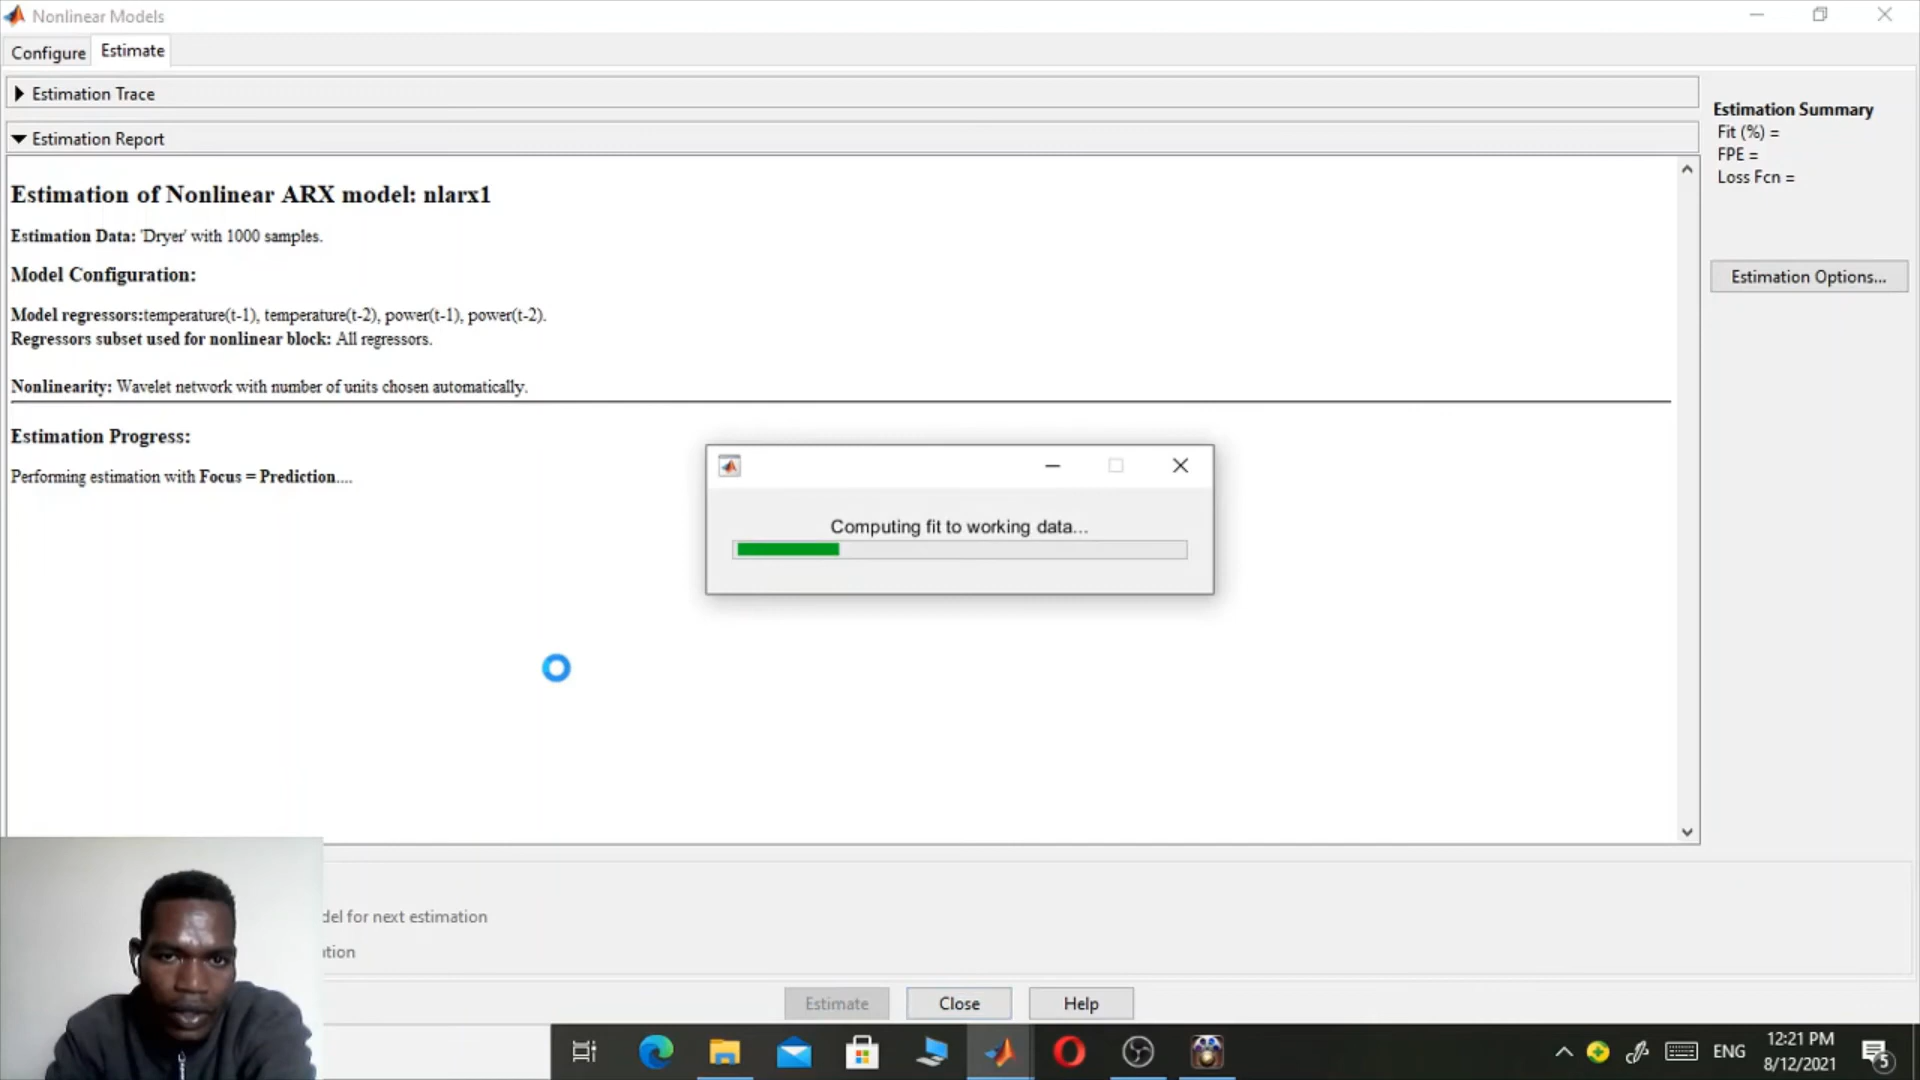 Nonlinear Models
Configure Estimate
Estimation Trace
Estimation Report
Estimation of Nonlinear ARX model: nlarx1
Estimation Data: 'Dryer' with 1000 samples.
Model Configuration:
Model regressors:temperature(t-1), temperature(t-2), power(t-1), power(t-2).
Regressors subset used for nonlinear block: All regressors.
Nonlinearity: Wavelet network with number of units chosen automatically.
Estimation Progress:
Performing estimation with Focus = Prediction....
Computing fit to working data...
Estimation Summary
Fit (%) =
FPE =
Loss Fcn =
Estimation Options...
del for next estimation
ation
Estimate Close Help
ENG
12:21 PM
8/12/2021
5